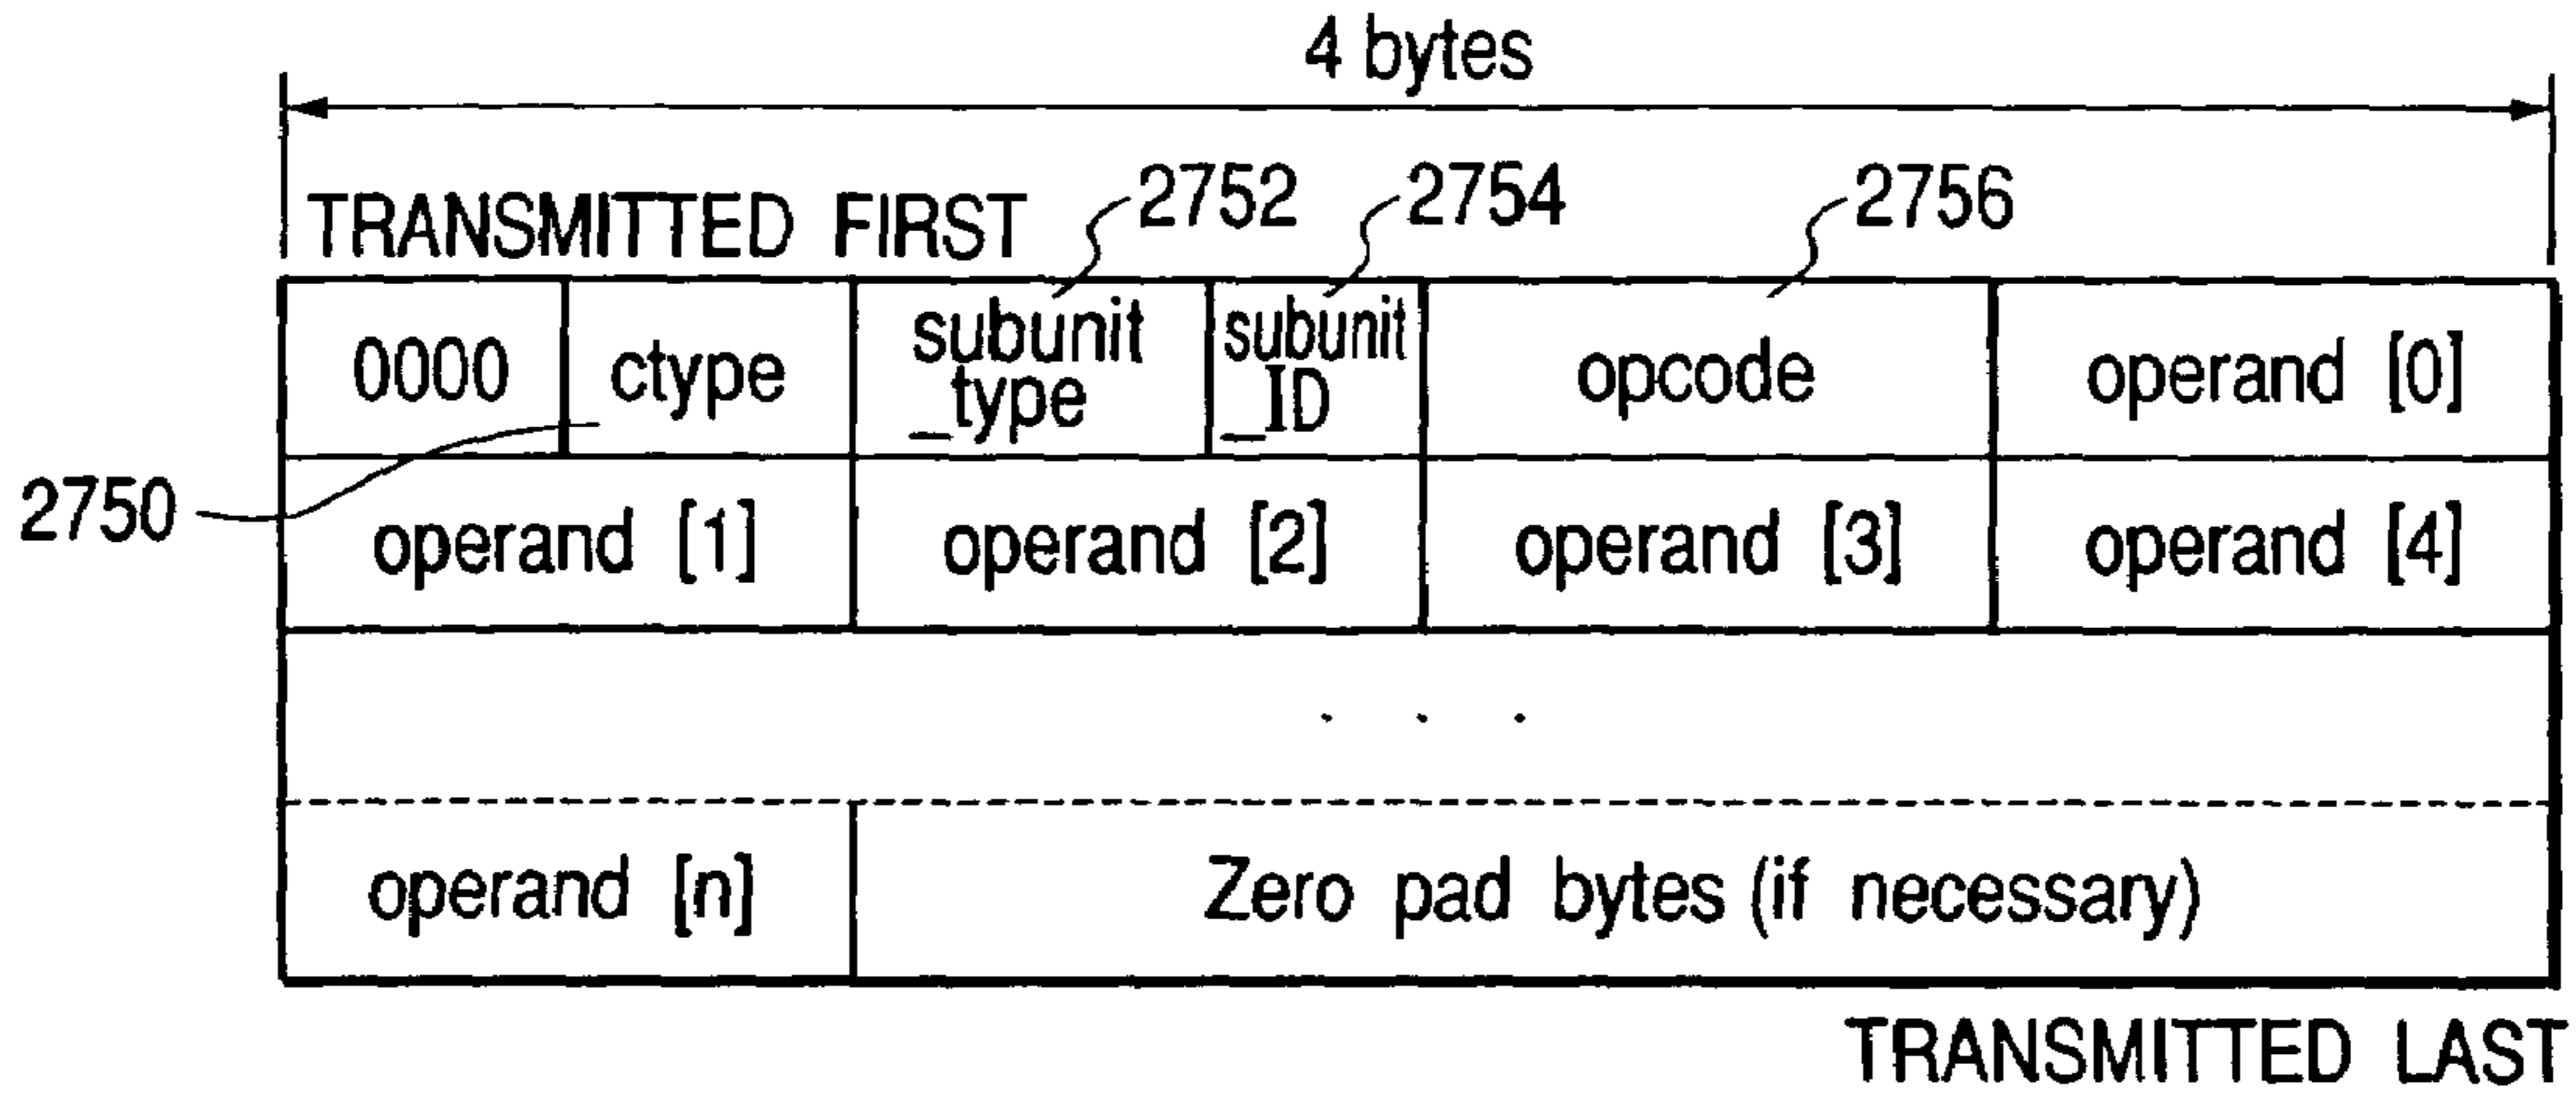 4 bytes
TRANSMITTED FIRST 2752 2754 2756
0000 ctype subunit _type subunit _ID opcode operand [0]
2750
operand [1] operand [2] operand [3] operand [4]
. . .
operand [n] Zero pad bytes (if necessary)
TRANSMITTED LAST